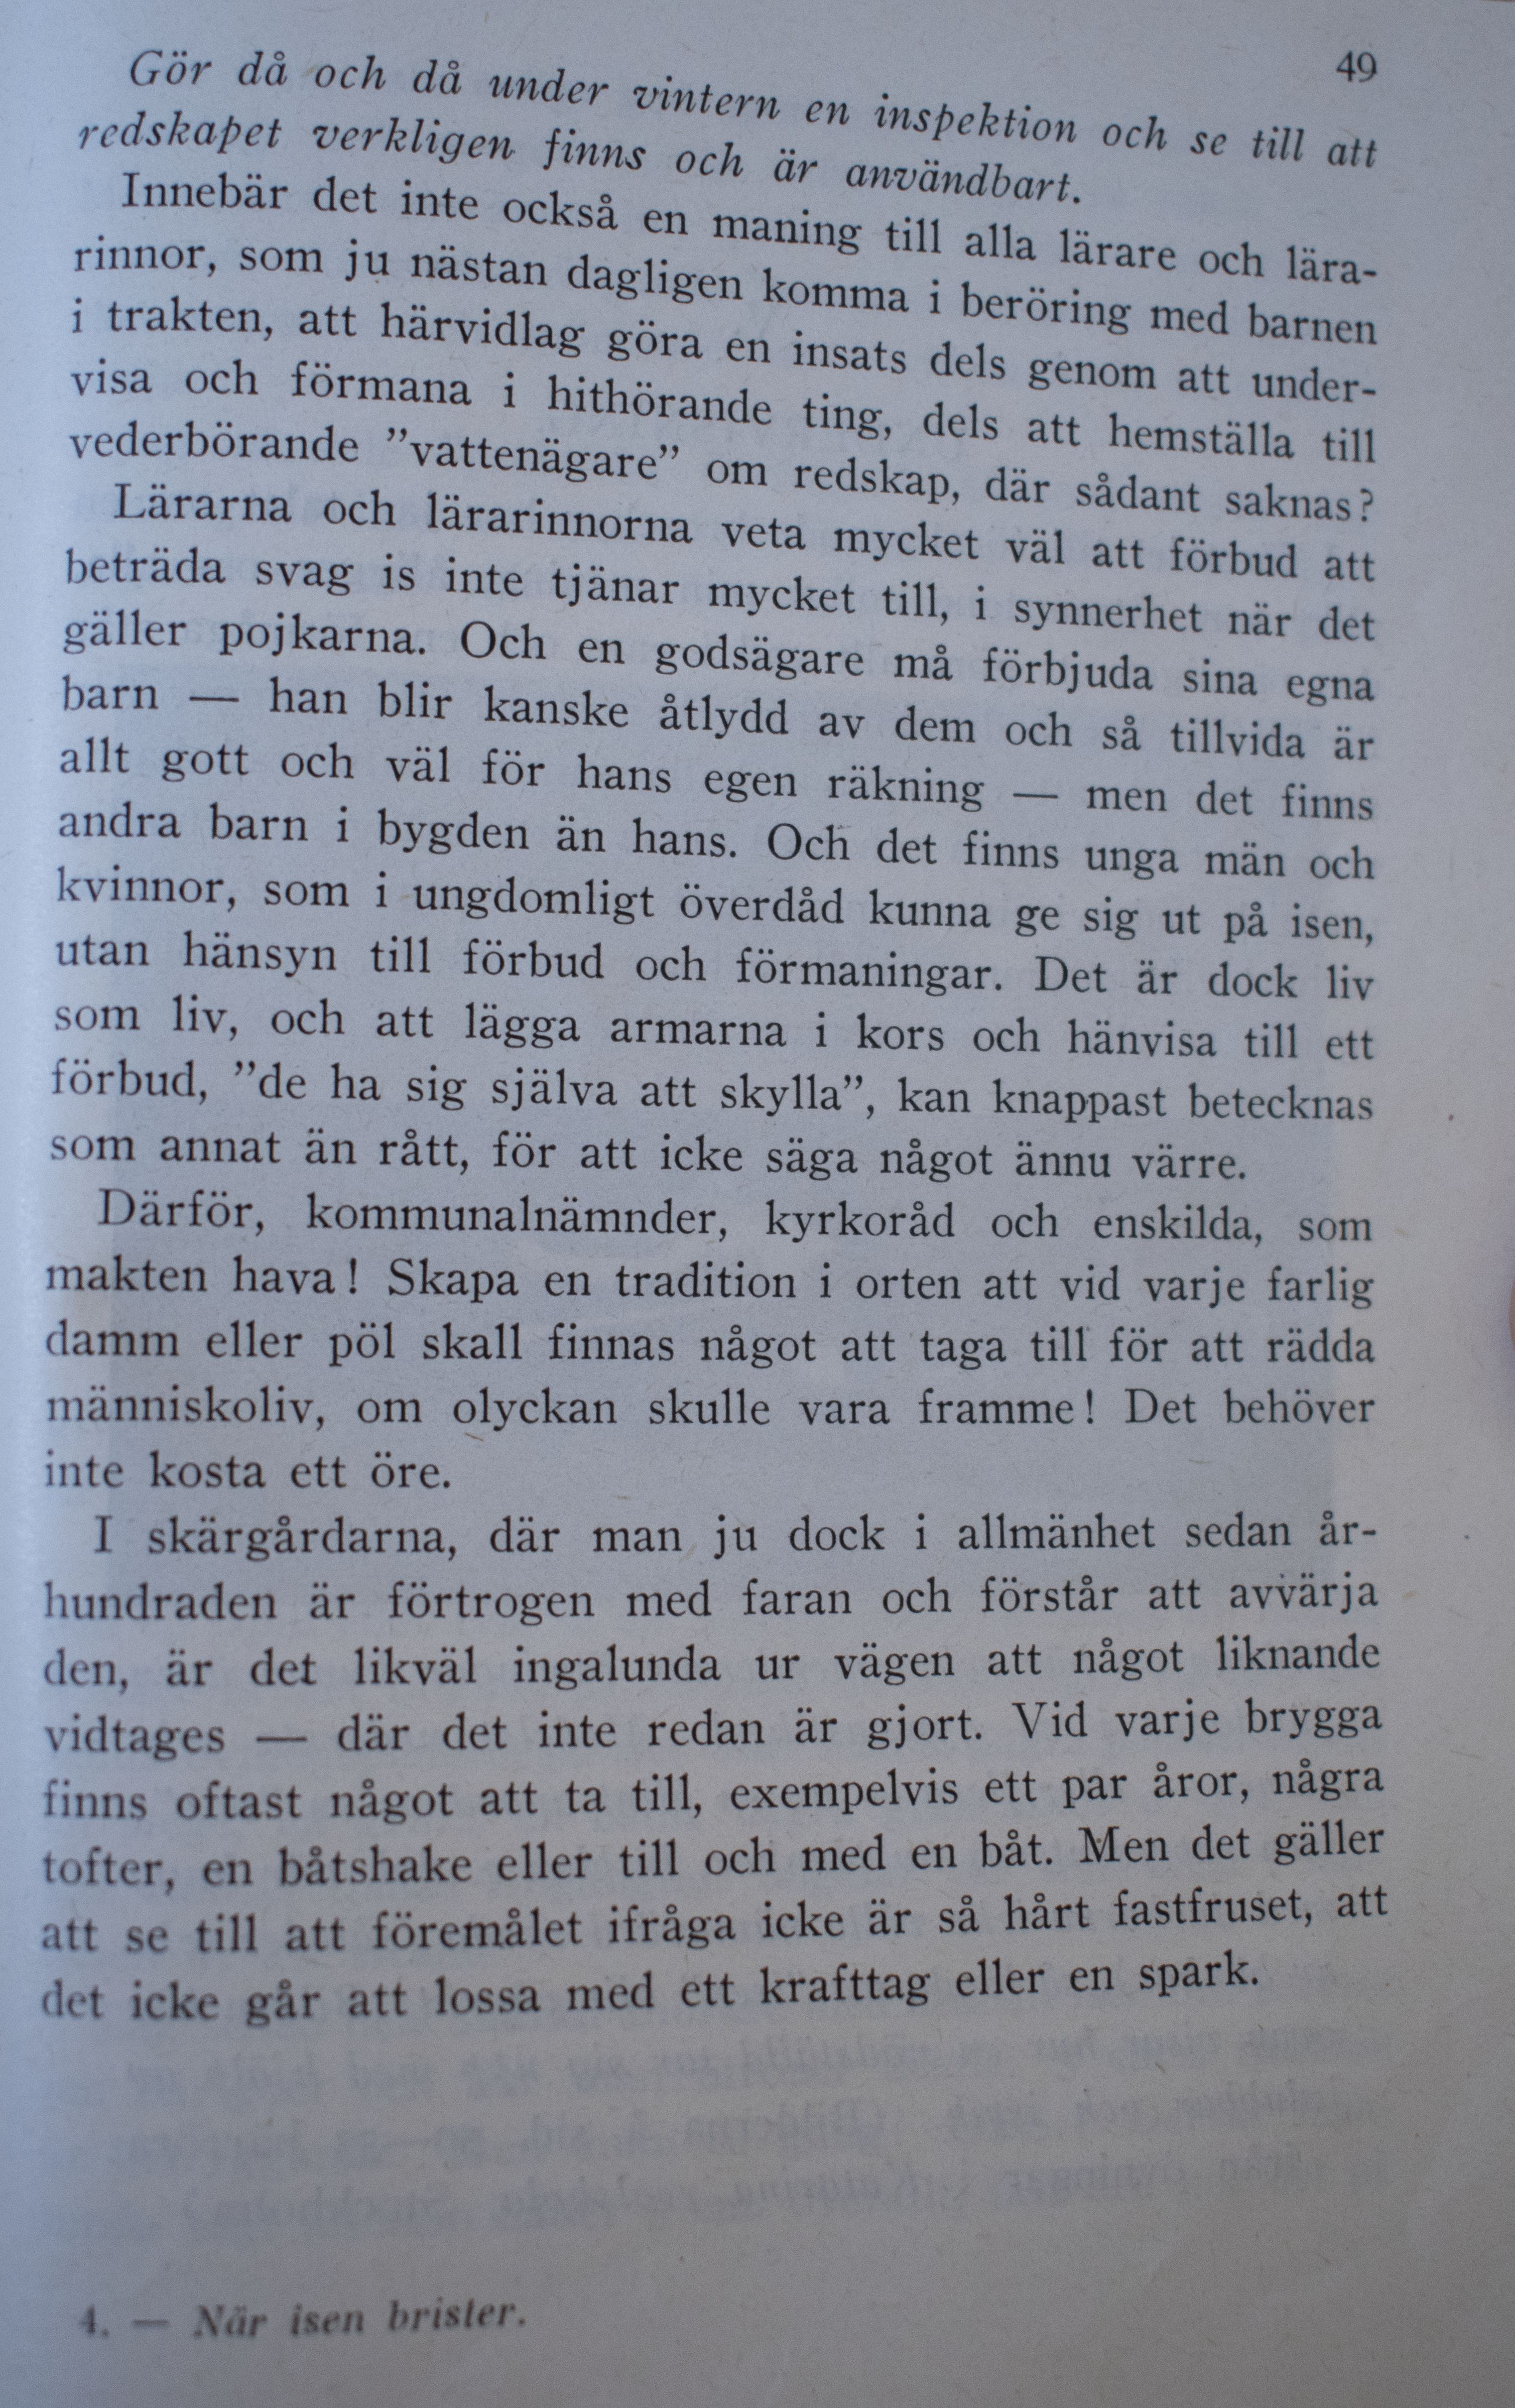 49
Gör då och då under vintern en inspektion och se till att
redskapet verkligen finns och är användbart.
Innebär det inte också en maning till alla lärare och lära-
rinnor, som ju nästan dagligen komma i beröring med barnen
i trakten, att härvidlag göra en insats dels genom att under-
visa och förmana i hithörande ting, dels att hemställa till
vederbörande ”vattenägare” om redskap, där sådant saknas?
Lärarna och lärarinnorna veta mycket väl att förbud att
beträda svag is inte tjänar mycket till, i synnerhet när det
gäller pojkarna. Och en godsägare må förbjuda sina egna
barn — han blir kanske åtlydd av dem och så tillvida är
allt gott och väl för hans egen räkning — men det finns
andra barn i bygden än hans. Och det finns unga män och
kvinnor, som i ungdomligt överdåd kunna ge sig ut på isen,
utan hänsyn till förbud och förmaningar. Det är dock liv
som liv, och att lägga armarna i kors och hänvisa till ett
förbud, ”de ha sig själva att skylla”, kan knappast betecknas
som annat än rått, för att icke säga något ännu värre.
Därför, kommunalnämnder, kyrkoråd och enskilda, som
makten hava! Skapa en tradition i orten att vid varje farlig
damm eller pöl skall finnas något att taga till för att rädda
människoliv, om olyckan skulle vara framme! Det behöver
inte kosta ett öre.
I skärgårdarna, där man ju dock i allmänhet sedan år-
hundraden är förtrogen med faran och förstår att avvärja
den, är det likväl ingalunda ur vägen att något liknande
vidtages — där det inte redan är gjort. Vid varje brygga
finns oftast något att ta till, exempelvis ett par åror, några
tofter, en båtshake eller till och med en båt. Men det gäller
att se till att föremålet ifråga icke är så hårt fastfruset, att
det icke går att lossa med ett krafttag eller en spark.
4. — När isen brister.